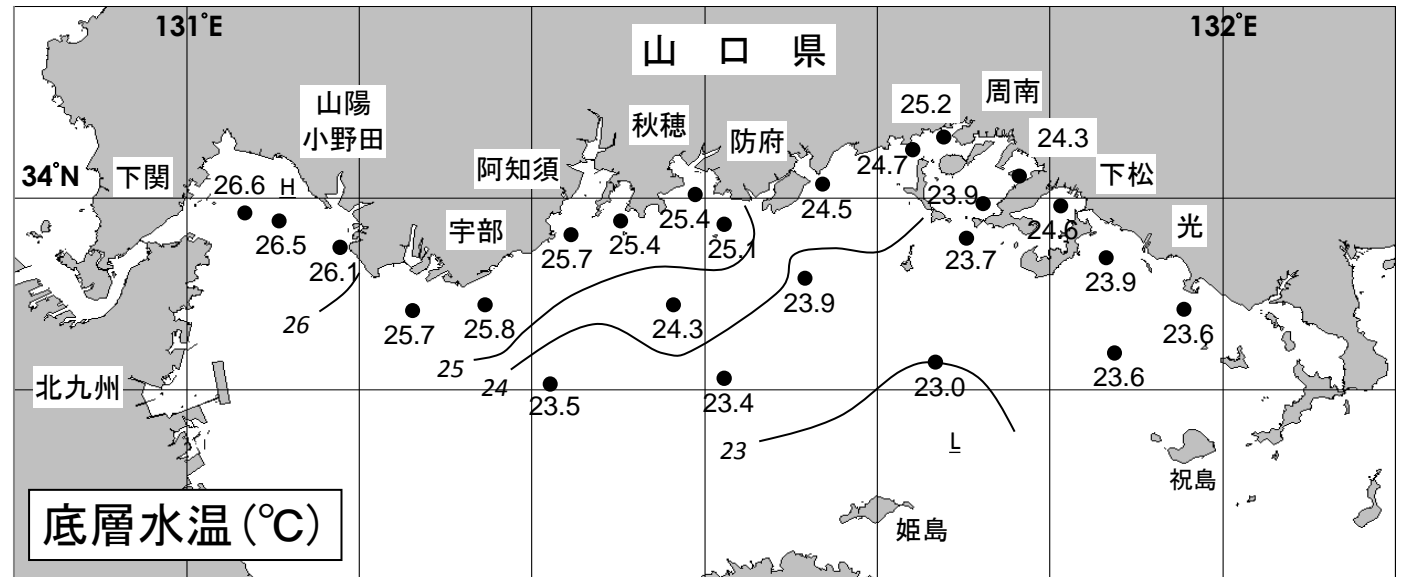 131°E
132°E
山 口 県
山陽
小野田
秋穂
防府
25.2
周南
24.3
阿知須
24.7
34°N
下関
26.6
H
下松
23.9
24.5
25.4
26.5
25.4
25.1
24.6
光
宇部
25.7
23.7
26.1
23.9
23.9
26
25.7
25.8
24.3
23.6
25
24
23.6
北九州
23.5
23.4
23.0
23
L
祝島
姫島
底層水温(℃)